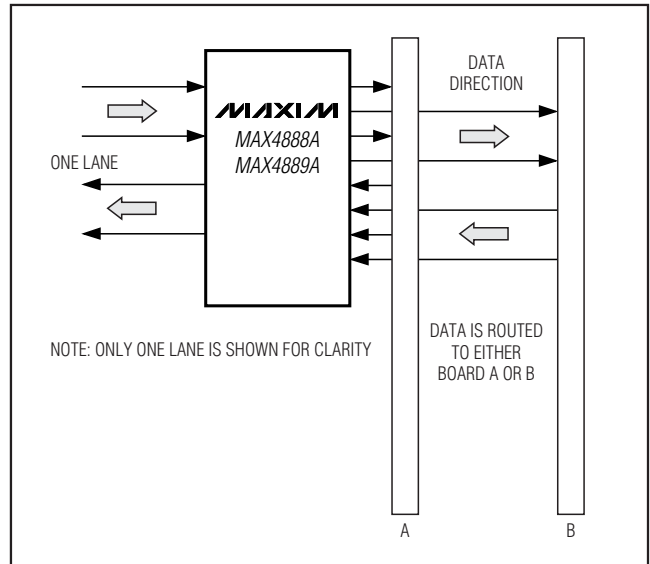 DATA
DIRECTION
MAXIM
MAX4888A
MAX4889A
ONE LANE
NOTE: ONLY ONE LANE IS SHOWN FOR CLARITY
DATA IS ROUTED
TO EITHER
BOARD A OR B
A
B